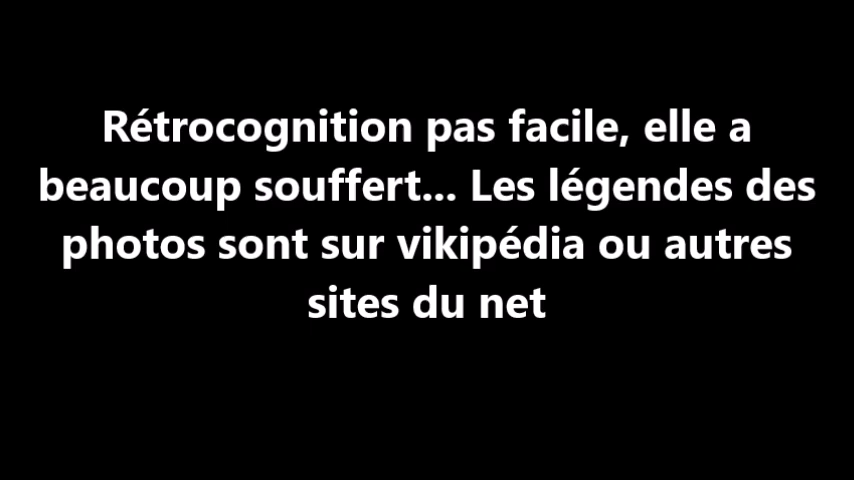 Rétrocognition pas facile, elle a
beaucoup souffert... Les légendes des
photos sont sur vikipédia ou autres
sites du net